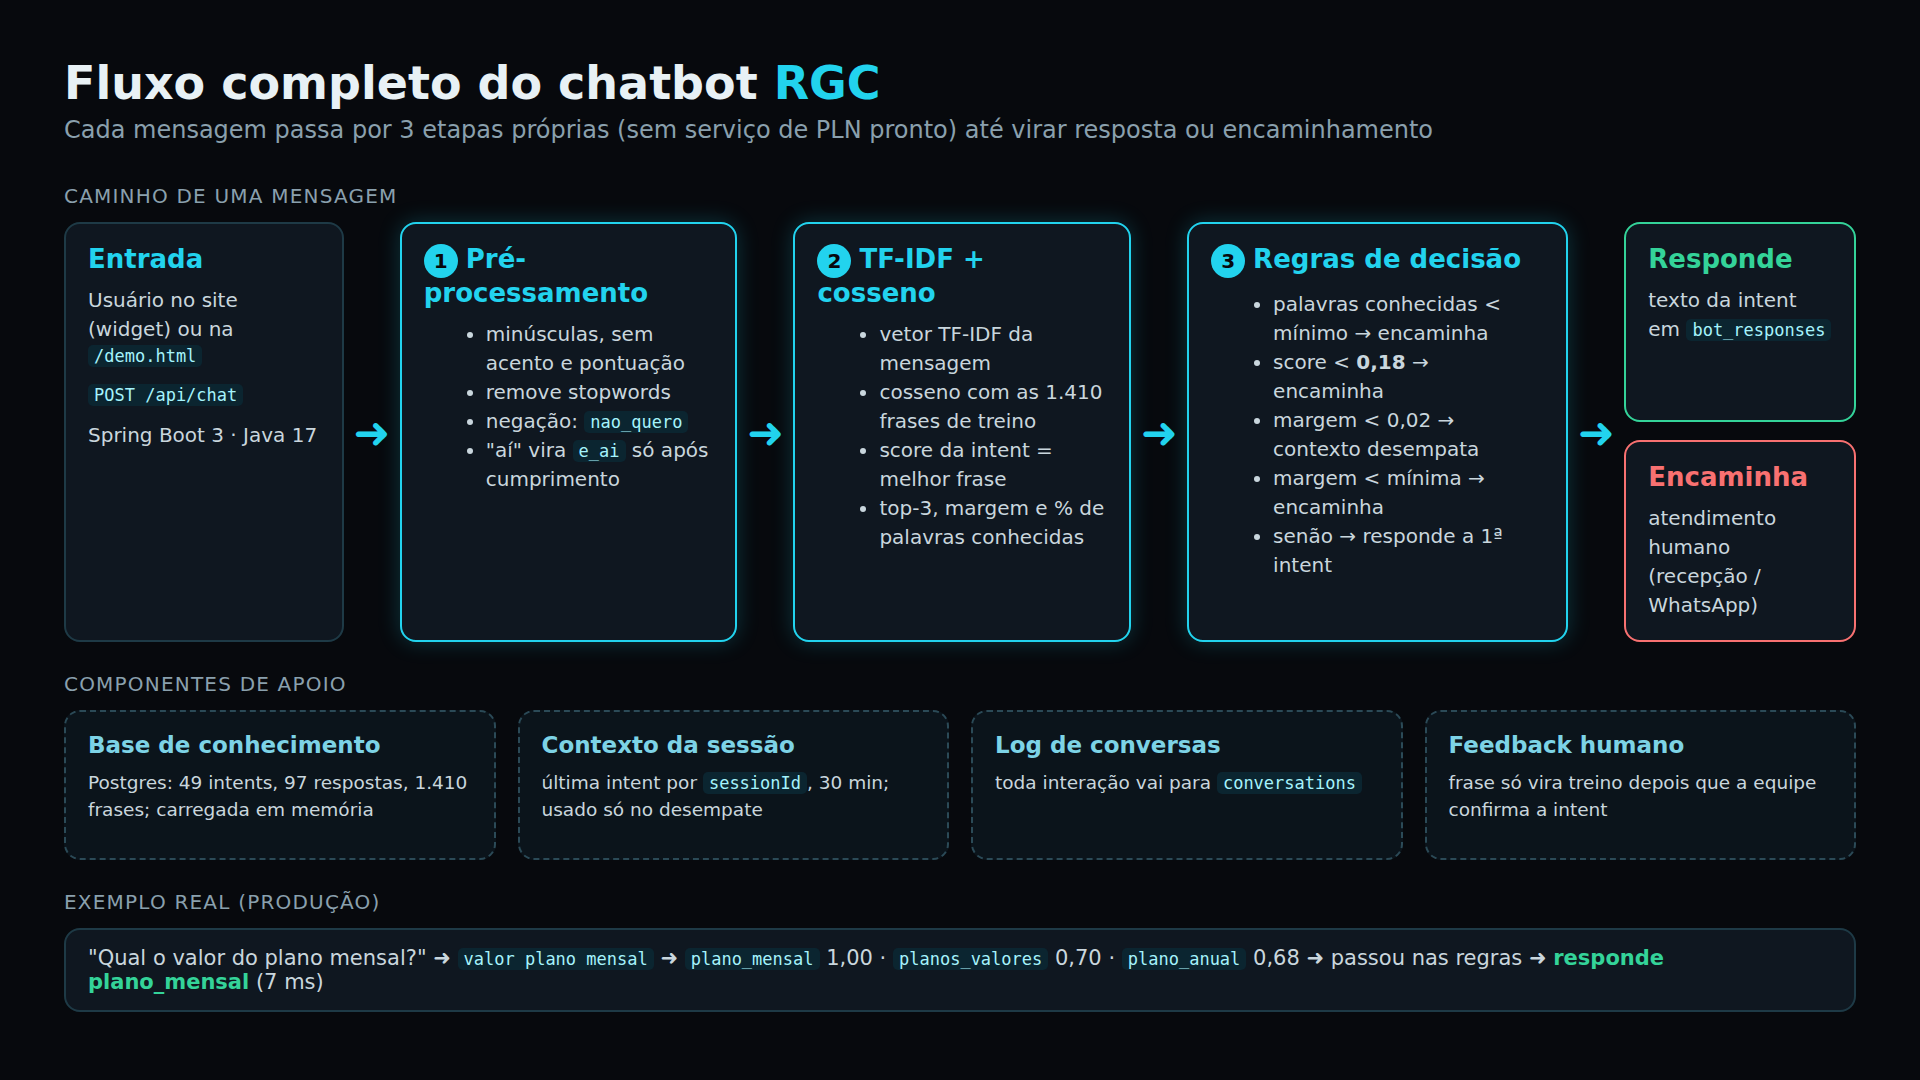 Fluxo completo do chatbot RGC
Cada mensagem passa por 3 etapas próprias (sem serviço de PLN pronto) até virar resposta ou encaminhamento
CAMINHO DE UMA MENSAGEM
Entrada
Usuário no site
(widget) ou na
/demo.html
POST /api/chat
Spring Boot 3 · Java 17
➜
1 Pré-
processamento
• minúsculas, sem
acento e pontuação
• remove stopwords
• negação: nao_quero
• "aí" vira e_ai só após
cumprimento
➜
2 TF-IDF +
cosseno
• vetor TF-IDF da
mensagem
• cosseno com as 1.410
frases de treino
• score da intent =
melhor frase
• top-3, margem e % de
palavras conhecidas
➜
3 Regras de decisão
• palavras conhecidas <
mínimo → encaminha
• score < 0,18 →
encaminha
• margem < 0,02 →
contexto desempata
• margem < mínima →
encaminha
• senão → responde a 1ª
intent
➜
Responde
texto da intent
em bot_responses
Encaminha
atendimento
humano
(recepção /
WhatsApp)
COMPONENTES DE APOIO
Base de conhecimento
Postgres: 49 intents, 97 respostas, 1.410
frases; carregada em memória
Contexto da sessão
última intent por sessionId, 30 min;
usado só no desempate
Log de conversas
toda interação vai para conversations
Feedback humano
frase só vira treino depois que a equipe
confirma a intent
EXEMPLO REAL (PRODUÇÃO)
"Qual o valor do plano mensal?" ➜ valor plano mensal ➜ plano_mensal 1,00 · planos_valores 0,70 · plano_anual 0,68 ➜ passou nas regras ➜ responde
plano_mensal (7 ms)